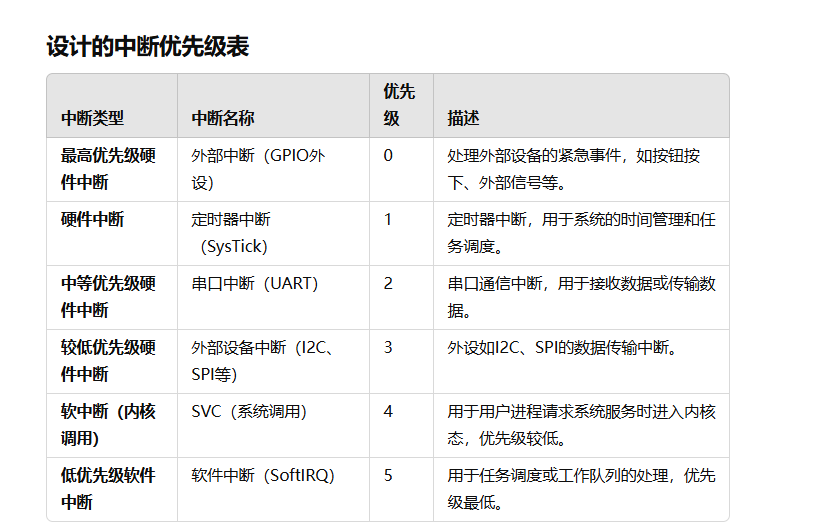 设计的中断优先级表
中断类型 中断名称 优先级 描述
最高优先级硬件中断 外部中断（GPIO外设） 0 处理外部设备的紧急事件，如按钮按下、外部信号等。
硬件中断 定时器中断（SysTick） 1 定时器中断，用于系统的时间管理和任务调度。
中等优先级硬件中断 串口中断（UART） 2 串口通信中断，用于接收数据或传输数据。
较低优先级硬件中断 外部设备中断（I2C、SPI等） 3 外设如I2C、SPI的数据传输中断。
软中断（内核调用） SVC（系统调用） 4 用于用户进程请求系统服务时进入内核态，优先级较低。
低优先级软件中断 软件中断（SoftIRQ） 5 用于任务调度或工作队列的处理，优先级最低。